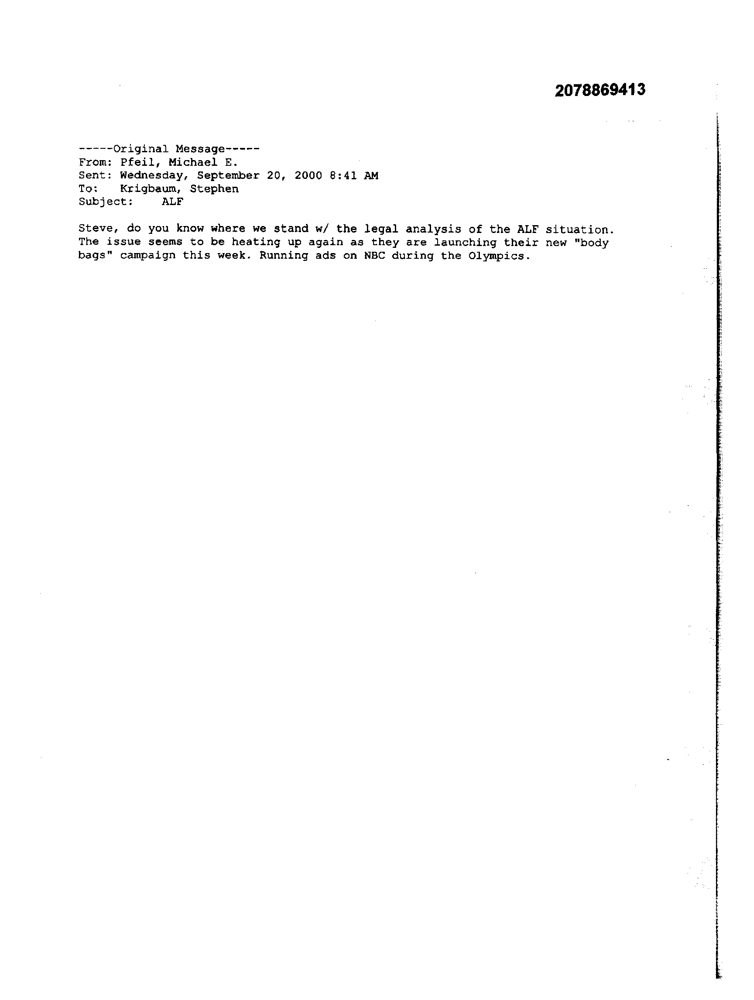 2078869413
-----Original Message-----
From: Pfeil, Michael E.
Sent: Wednesday, September 20, 2000 8:41 AM
To: Krigbaum, Stephen
Subject: ALF
Steve, do you know where we stand w/ the legal analysis of the ALF situation.
The issue seems to be heating up again as they are launching their new "body
bags" campaign this week. Running ads on NBC during the Olympics.